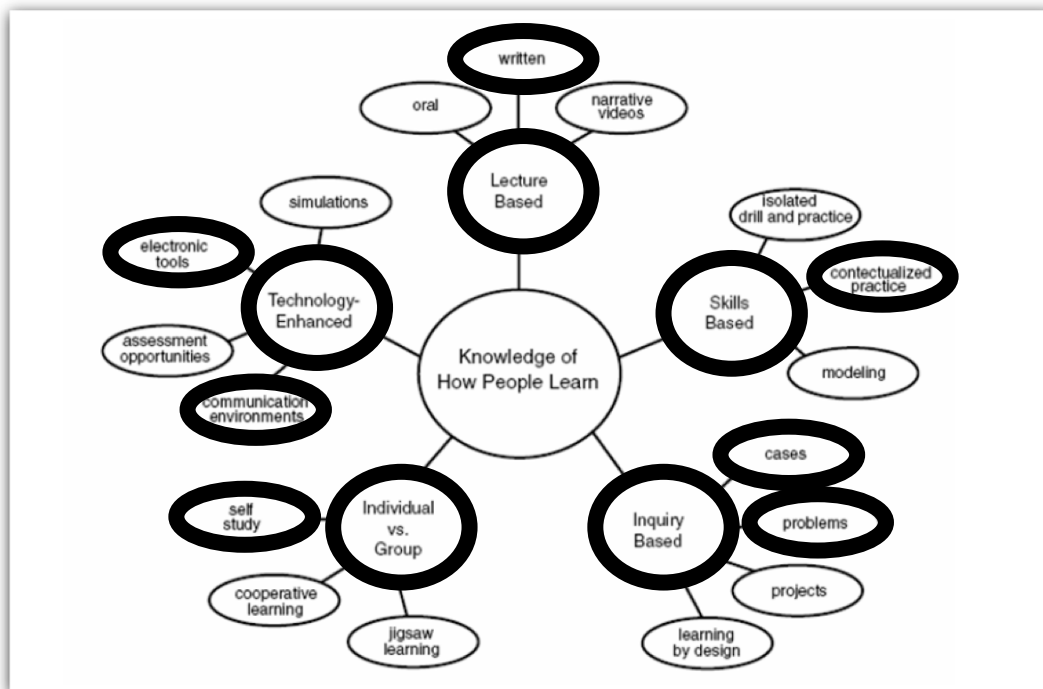 written
oral
narrative
videos
Lecture
Based
simulations
electronic
tools
Technology-
Enhanced
assessment
opportunities
communication
environments
isolated
drill and practice
contectualized
practice
Skills
Based
modeling
Knowledge of
How People Learn
cases
problems
Inquiry
Based
projects
learning
by design
Individual
vs.
Group
self
study
cooperative
learning
jigsaw
learning